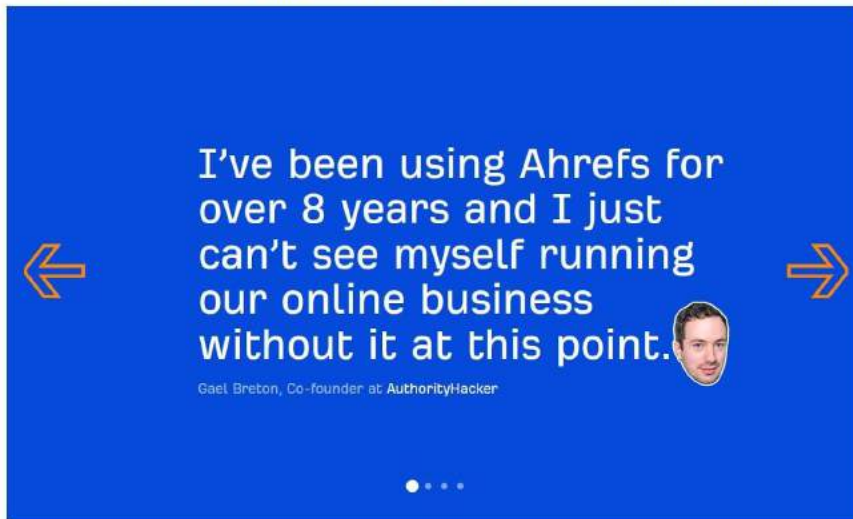 I've been using Ahrefs for
over 8 years and I just
can't see myself running
our online business
without it at this point.
Gael Breton, Co-founder at AuthorityHacker